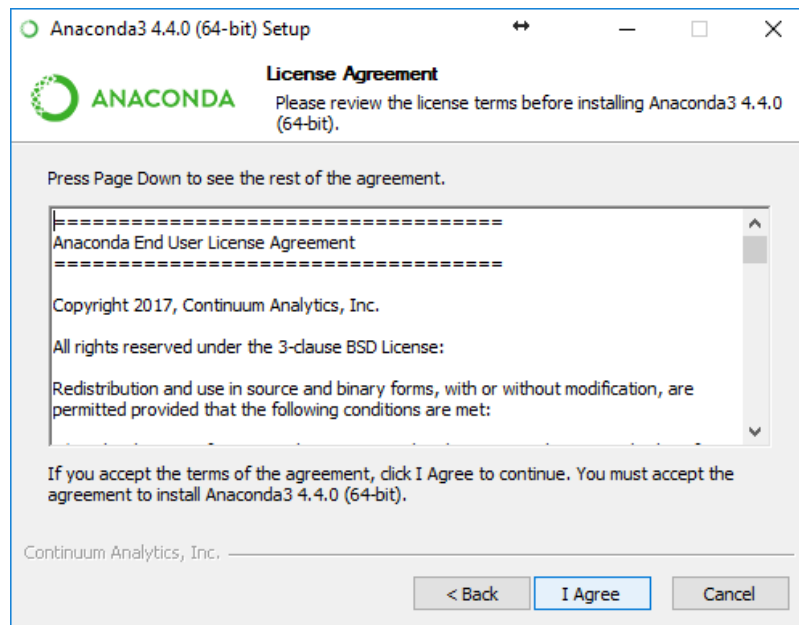 Anaconda3 4.4.0 (64-bit) Setup
ANACONDA
License Agreement
Please review the license terms before installing Anaconda3 4.4.0
(64-bit).
Press Page Down to see the rest of the agreement.
===================================
Anaconda End User License Agreement
===================================
Copyright 2017, Continuum Analytics, Inc.
All rights reserved under the 3-clause BSD License:
Redistribution and use in source and binary forms, with or without modification, are
permitted provided that the following conditions are met:
If you accept the terms of the agreement, click I Agree to continue. You must accept the
agreement to install Anaconda3 4.4.0 (64-bit).
Continuum Analytics, Inc.
< Back
I Agree
Cancel